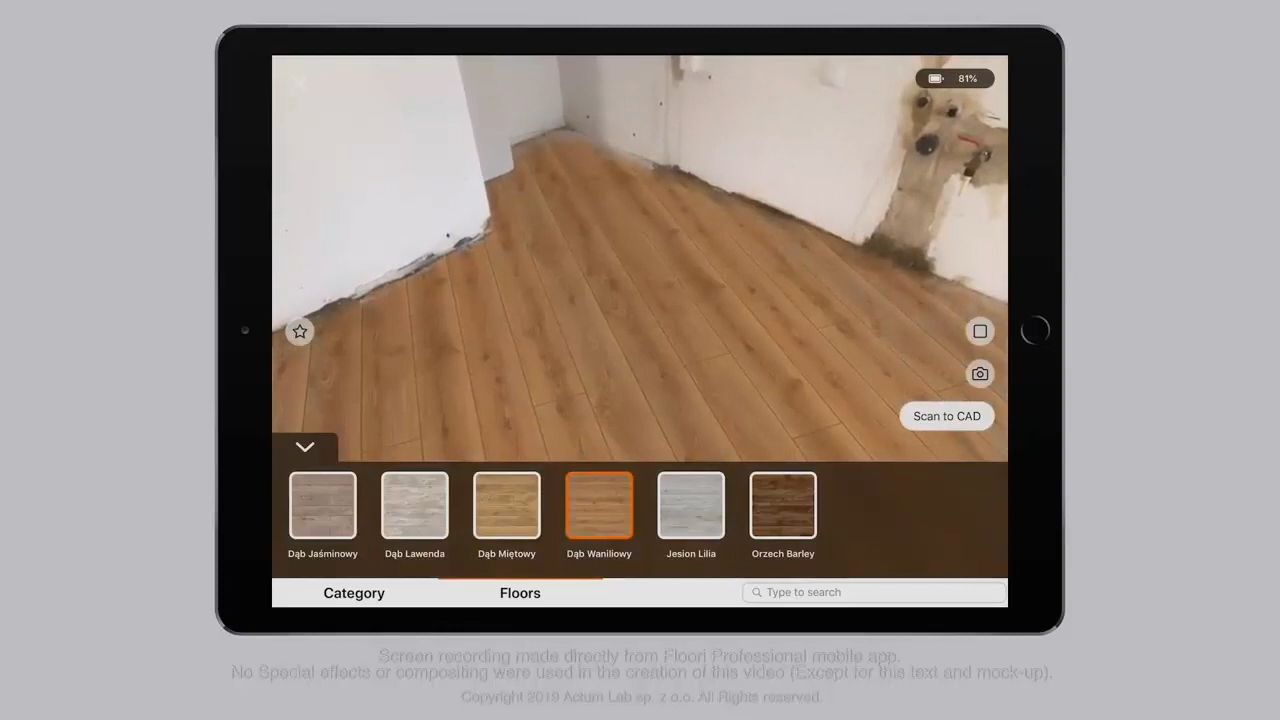 81%
Scan to CAD
Dąb Jaśminowy
Dąb Lawenda
Dąb Miętowy
Dąb Waniliowy
Jesion Lilia
Orzech Barley
Category
Floors
Type to search
Screen recording made directly from Floori Professional mobile app.
No Special effects or compositing were used in the creation of this video (Except for this text and mock-up).
Copyright 2019 Actum Lab sp. z o.o. All Rights reserved.